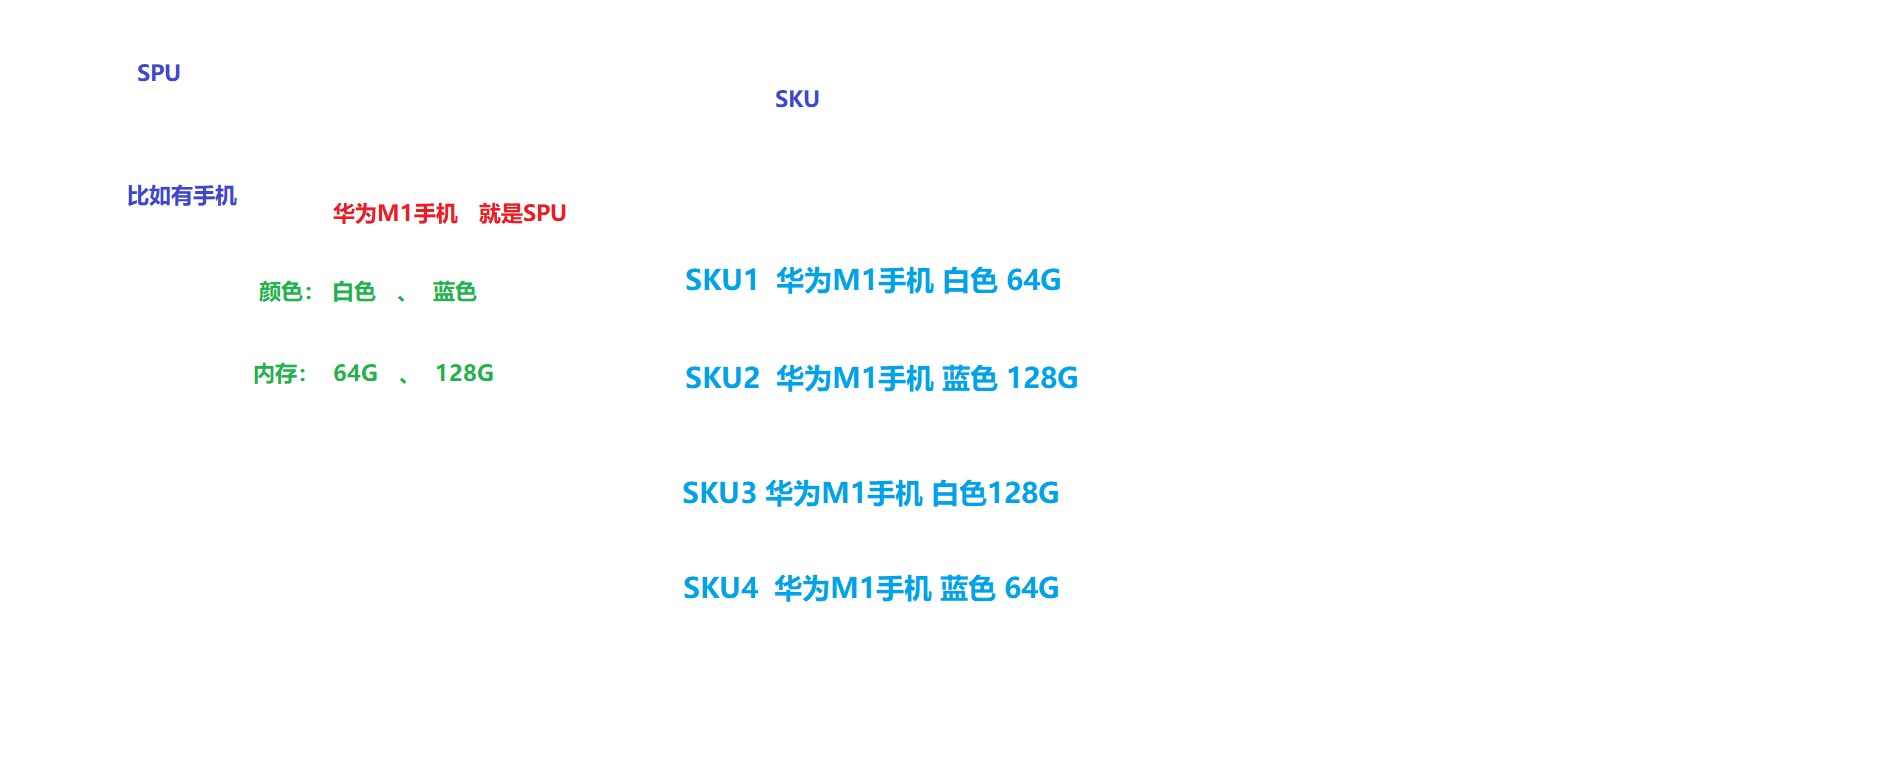 SPU
SKU
比如有手机
华为M1手机 就是SPU
颜色： 白色 、 蓝色
内存： 64G 、 128G
SKU1 华为M1手机 白色 64G
SKU2 华为M1手机 蓝色 128G
SKU3 华为M1手机 白色128G
SKU4 华为M1手机 蓝色 64G